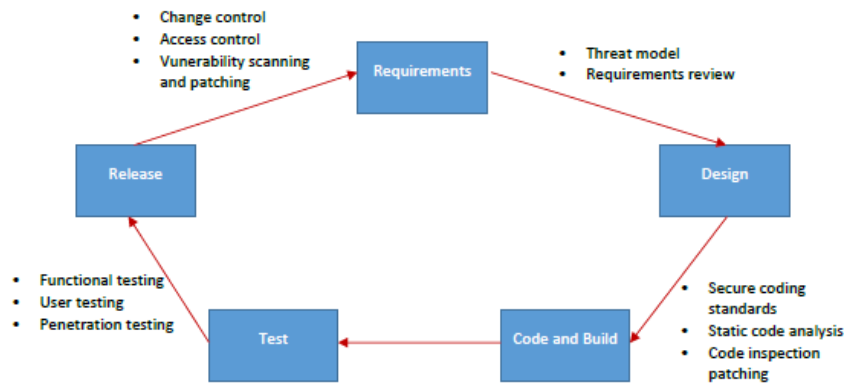 • Change control
• Access control
• Vunerability scanning
and patching
Requirements
• Threat model
• Requirements review
Release
Design
• Functional testing
• User testing
• Penetration testing
Test
Code and Build
• Secure coding
standards
• Static code analysis
• Code inspection
patching